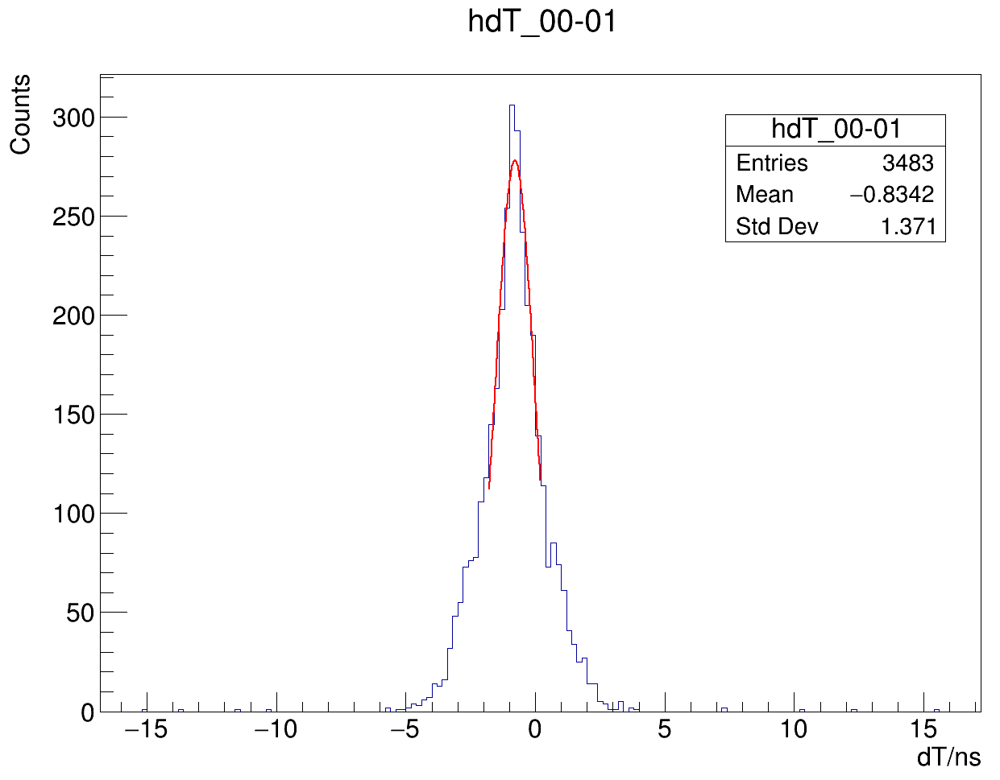 hdT_00-01
Counts
300
250
200
150
100
50
0
hdT_00-01
Entries 3483
Mean −0.8342
Std Dev 1.371
−15 −10 −5 0 5 10 15
dT/ns